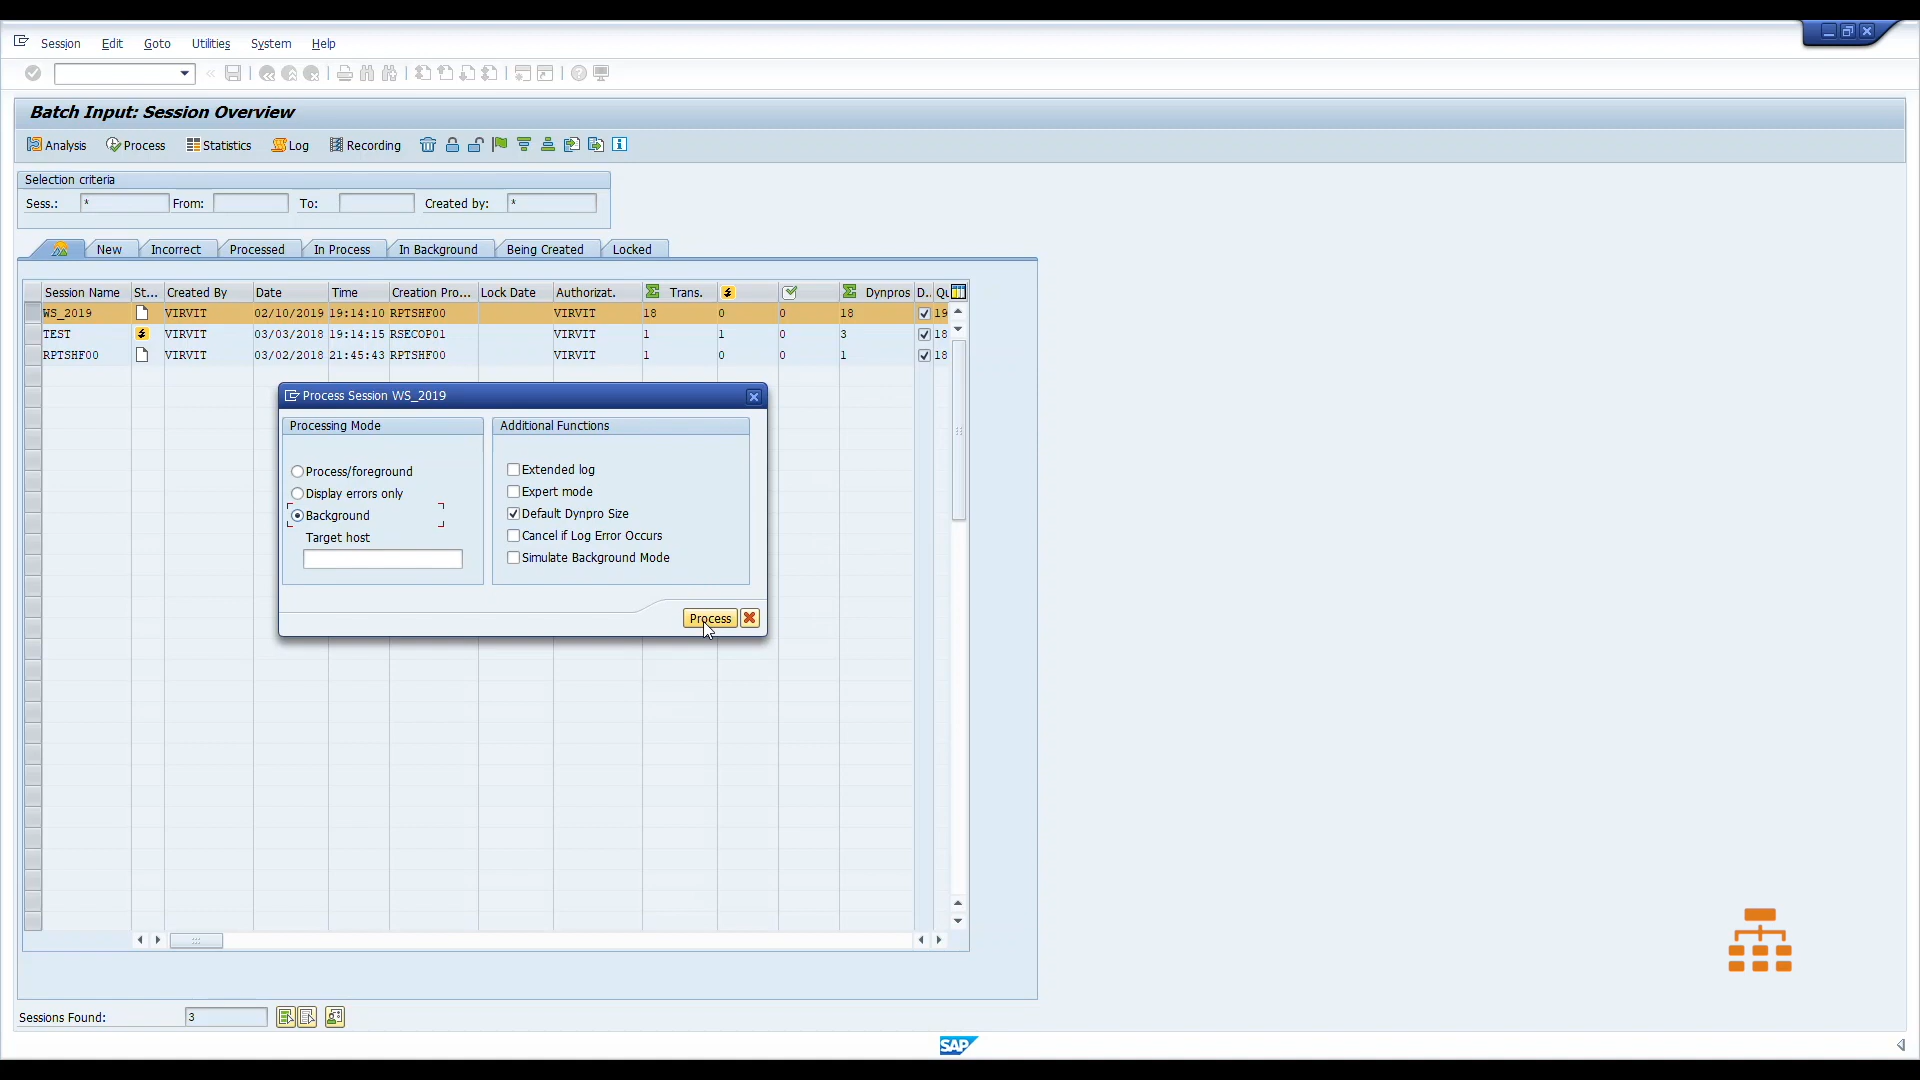 Session Edit Goto Utilities System Help
Batch Input: Session Overview
Analysis Process Statistics Log Recording
Selection criteria
Sess.: * From: To: Created by: *
New Incorrect Processed In Process In Background Being Created Locked
Session Name St... Created By Date Time Creation Pro... Lock Date Authorizat. Trans. Dynpros D.. Qu
WS_2019 VIRVIT 02/10/2019 19:14:10 RPTSHF00 VIRVIT 18 0 0 18 19
TEST VIRVIT 03/03/2018 19:14:15 RSECOP01 VIRVIT 1 1 0 3 18
RPTSHF00 VIRVIT 03/02/2018 21:45:43 RPTSHF00 VIRVIT 1 0 0 1 18
Process Session WS_2019
Processing Mode
Process/foreground
Display errors only
Background
Target host
Additional Functions
Extended log
Expert mode
Default Dynpro Size
Cancel if Log Error Occurs
Simulate Background Mode
Process
Sessions Found: 3
SAP